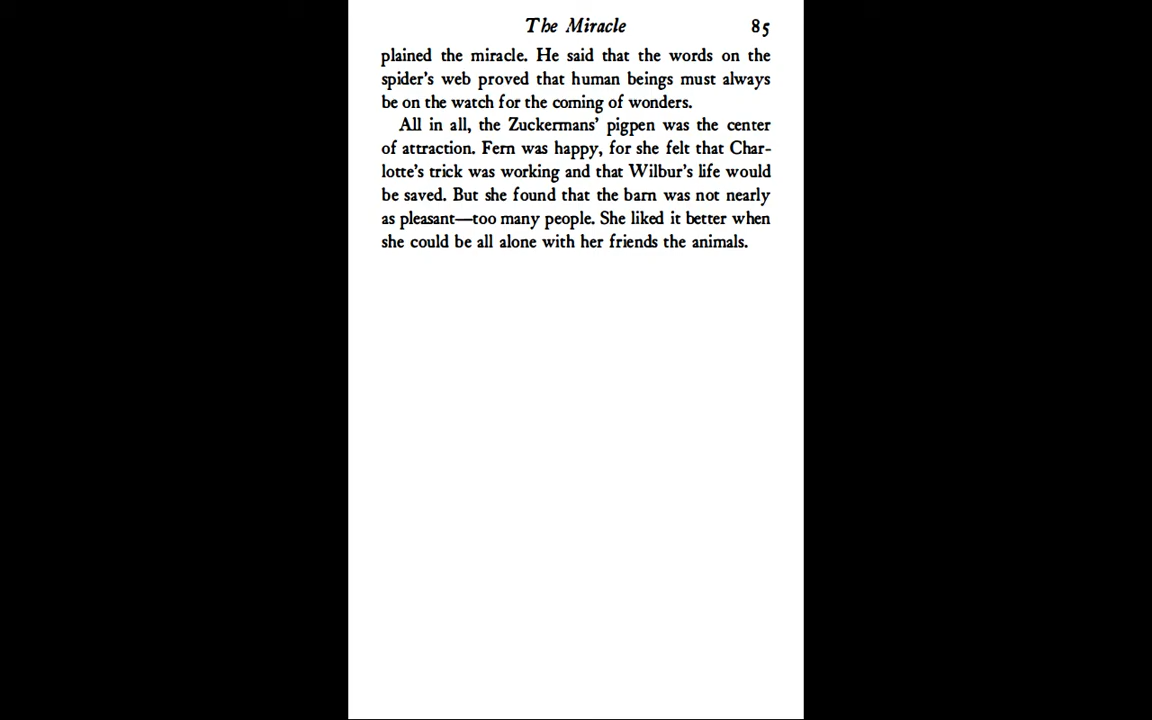 The Miracle 85
plained the miracle. He said that the words on the
spider's web proved that human beings must always
be on the watch for the coming of wonders.
All in all, the Zuckermans' pigpen was the center
of attraction. Fern was happy, for she felt that Char-
lotte's trick was working and that Wilbur's life would
be saved. But she found that the barn was not nearly
as pleasant—too many people. She liked it better when
she could be all alone with her friends the animals.